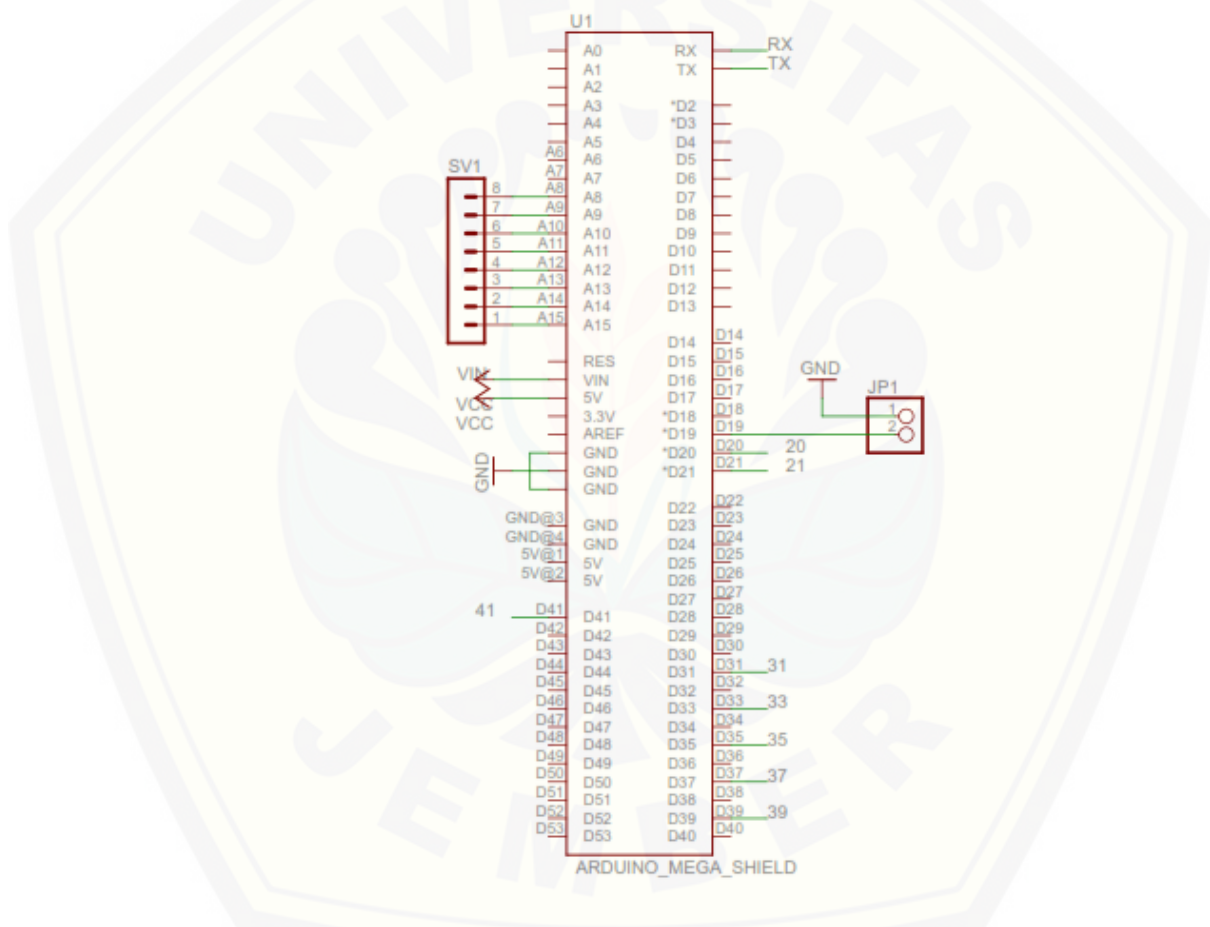 UNIVERSITAS
JEMBER
U1
A0
A1
A2
A3
A4
A5
A6
A6
A7
A7
A8
A8
A9
A9
A10
A10
A11
A11
A12
A12
A13
A13
A14
A14
A15
A15
SV1
8
7
6
5
4
3
2
1
RES
VIN
VIN
5V
VCC
VCC
3.3V
AREF
GND
GND
GND
GND
GND@3
GND
GND@4
GND
5V@1
5V
5V@2
5V
41
D41
D41
D42
D42
D43
D43
D44
D44
D45
D45
D46
D46
D47
D47
D48
D48
D49
D49
D50
D50
D51
D51
D52
D52
D53
D53
RX
RX
TX
TX
*D2
*D3
D4
D5
D6
D7
D8
D9
D10
D11
D12
D13
D14
D14
D15
D15
D16
D16
D17
D17
*D18
D18
*D19
D19
*D20
D20
20
*D21
D21
21
GND
JP1
1
2
D22
D22
D23
D23
D24
D24
D25
D25
D26
D26
D27
D27
D28
D28
D29
D29
D30
D30
D31
D31
31
D32
D32
D33
D33
33
D34
D34
D35
D35
35
D36
D36
D37
D37
37
D38
D38
D39
D39
39
D40
D40
ARDUINO_MEGA_SHIELD